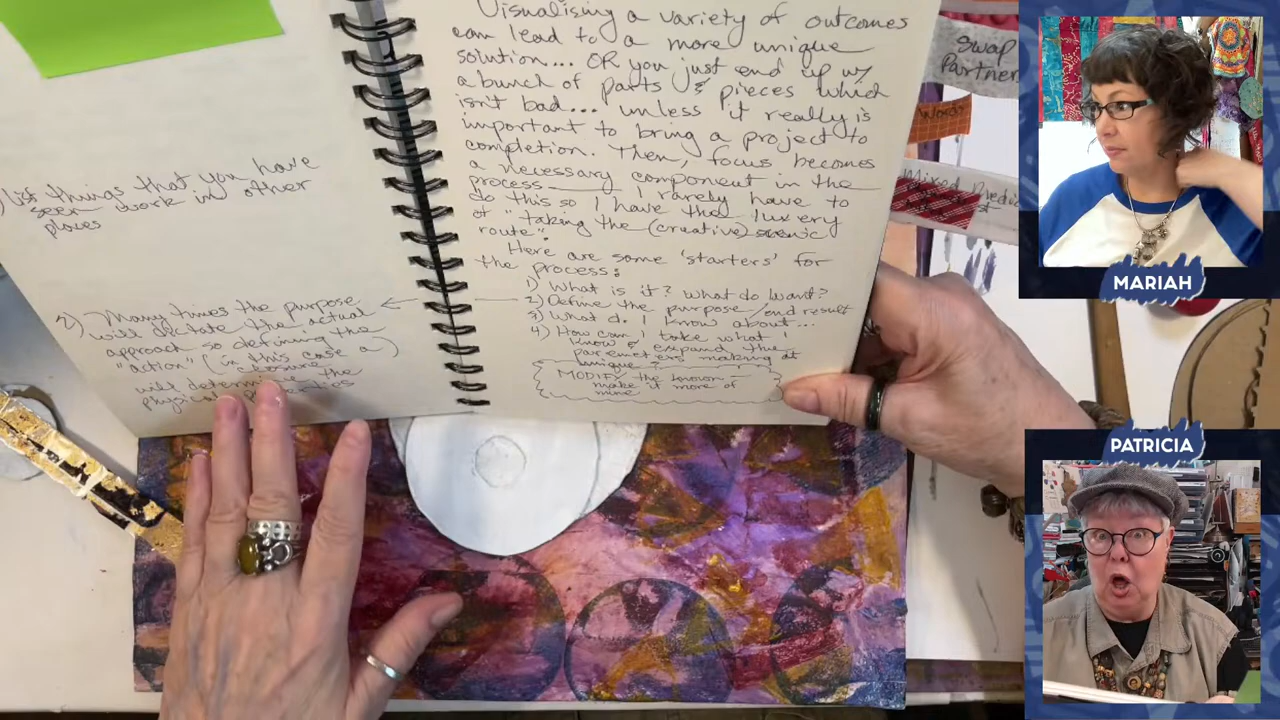 list things that you have
seen work in other
places
2) Many times the purpose
will dictate the actual
approach so defining the
"action" (in this case a
closure)
will determine the
physical
Visualising a variety of outcomes
can lead to a more unique
solution... OR you just end up w/
a bunch of parts & pieces which
isn't bad... unless it really is
important to bring a project to
completion. Then focus becomes
a necessary component in the
process. I rarely have to
do this so I have the luxery
of "taking the (creative) scenic
route".
Here are some 'starters' for
the process:
1) What is it? What do I want?
2) Define the purpose/end result
3) What do I know about...
4) How can I take what I
know & expand the
parameters making it
unique?
MODIFY the known—
make it more of
mine
Swap
Partner
Words
Mixed Media
MARIAH
PATRICIA